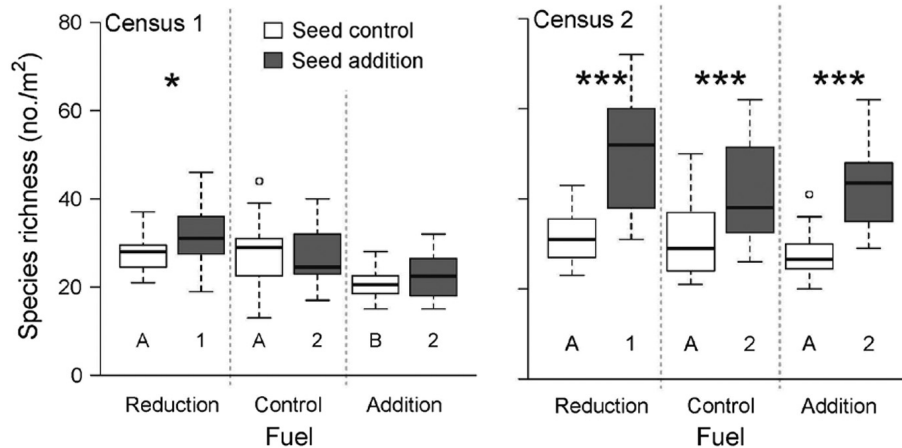 80
60
40
20
0
Species richness (no./m²)
Census 1
Seed control
Seed addition
*
A 1 A 2 B 2
Reduction Control Addition
Fuel
Census 2
*** *** ***
A 1 A 2 A 2
Reduction Control Addition
Fuel